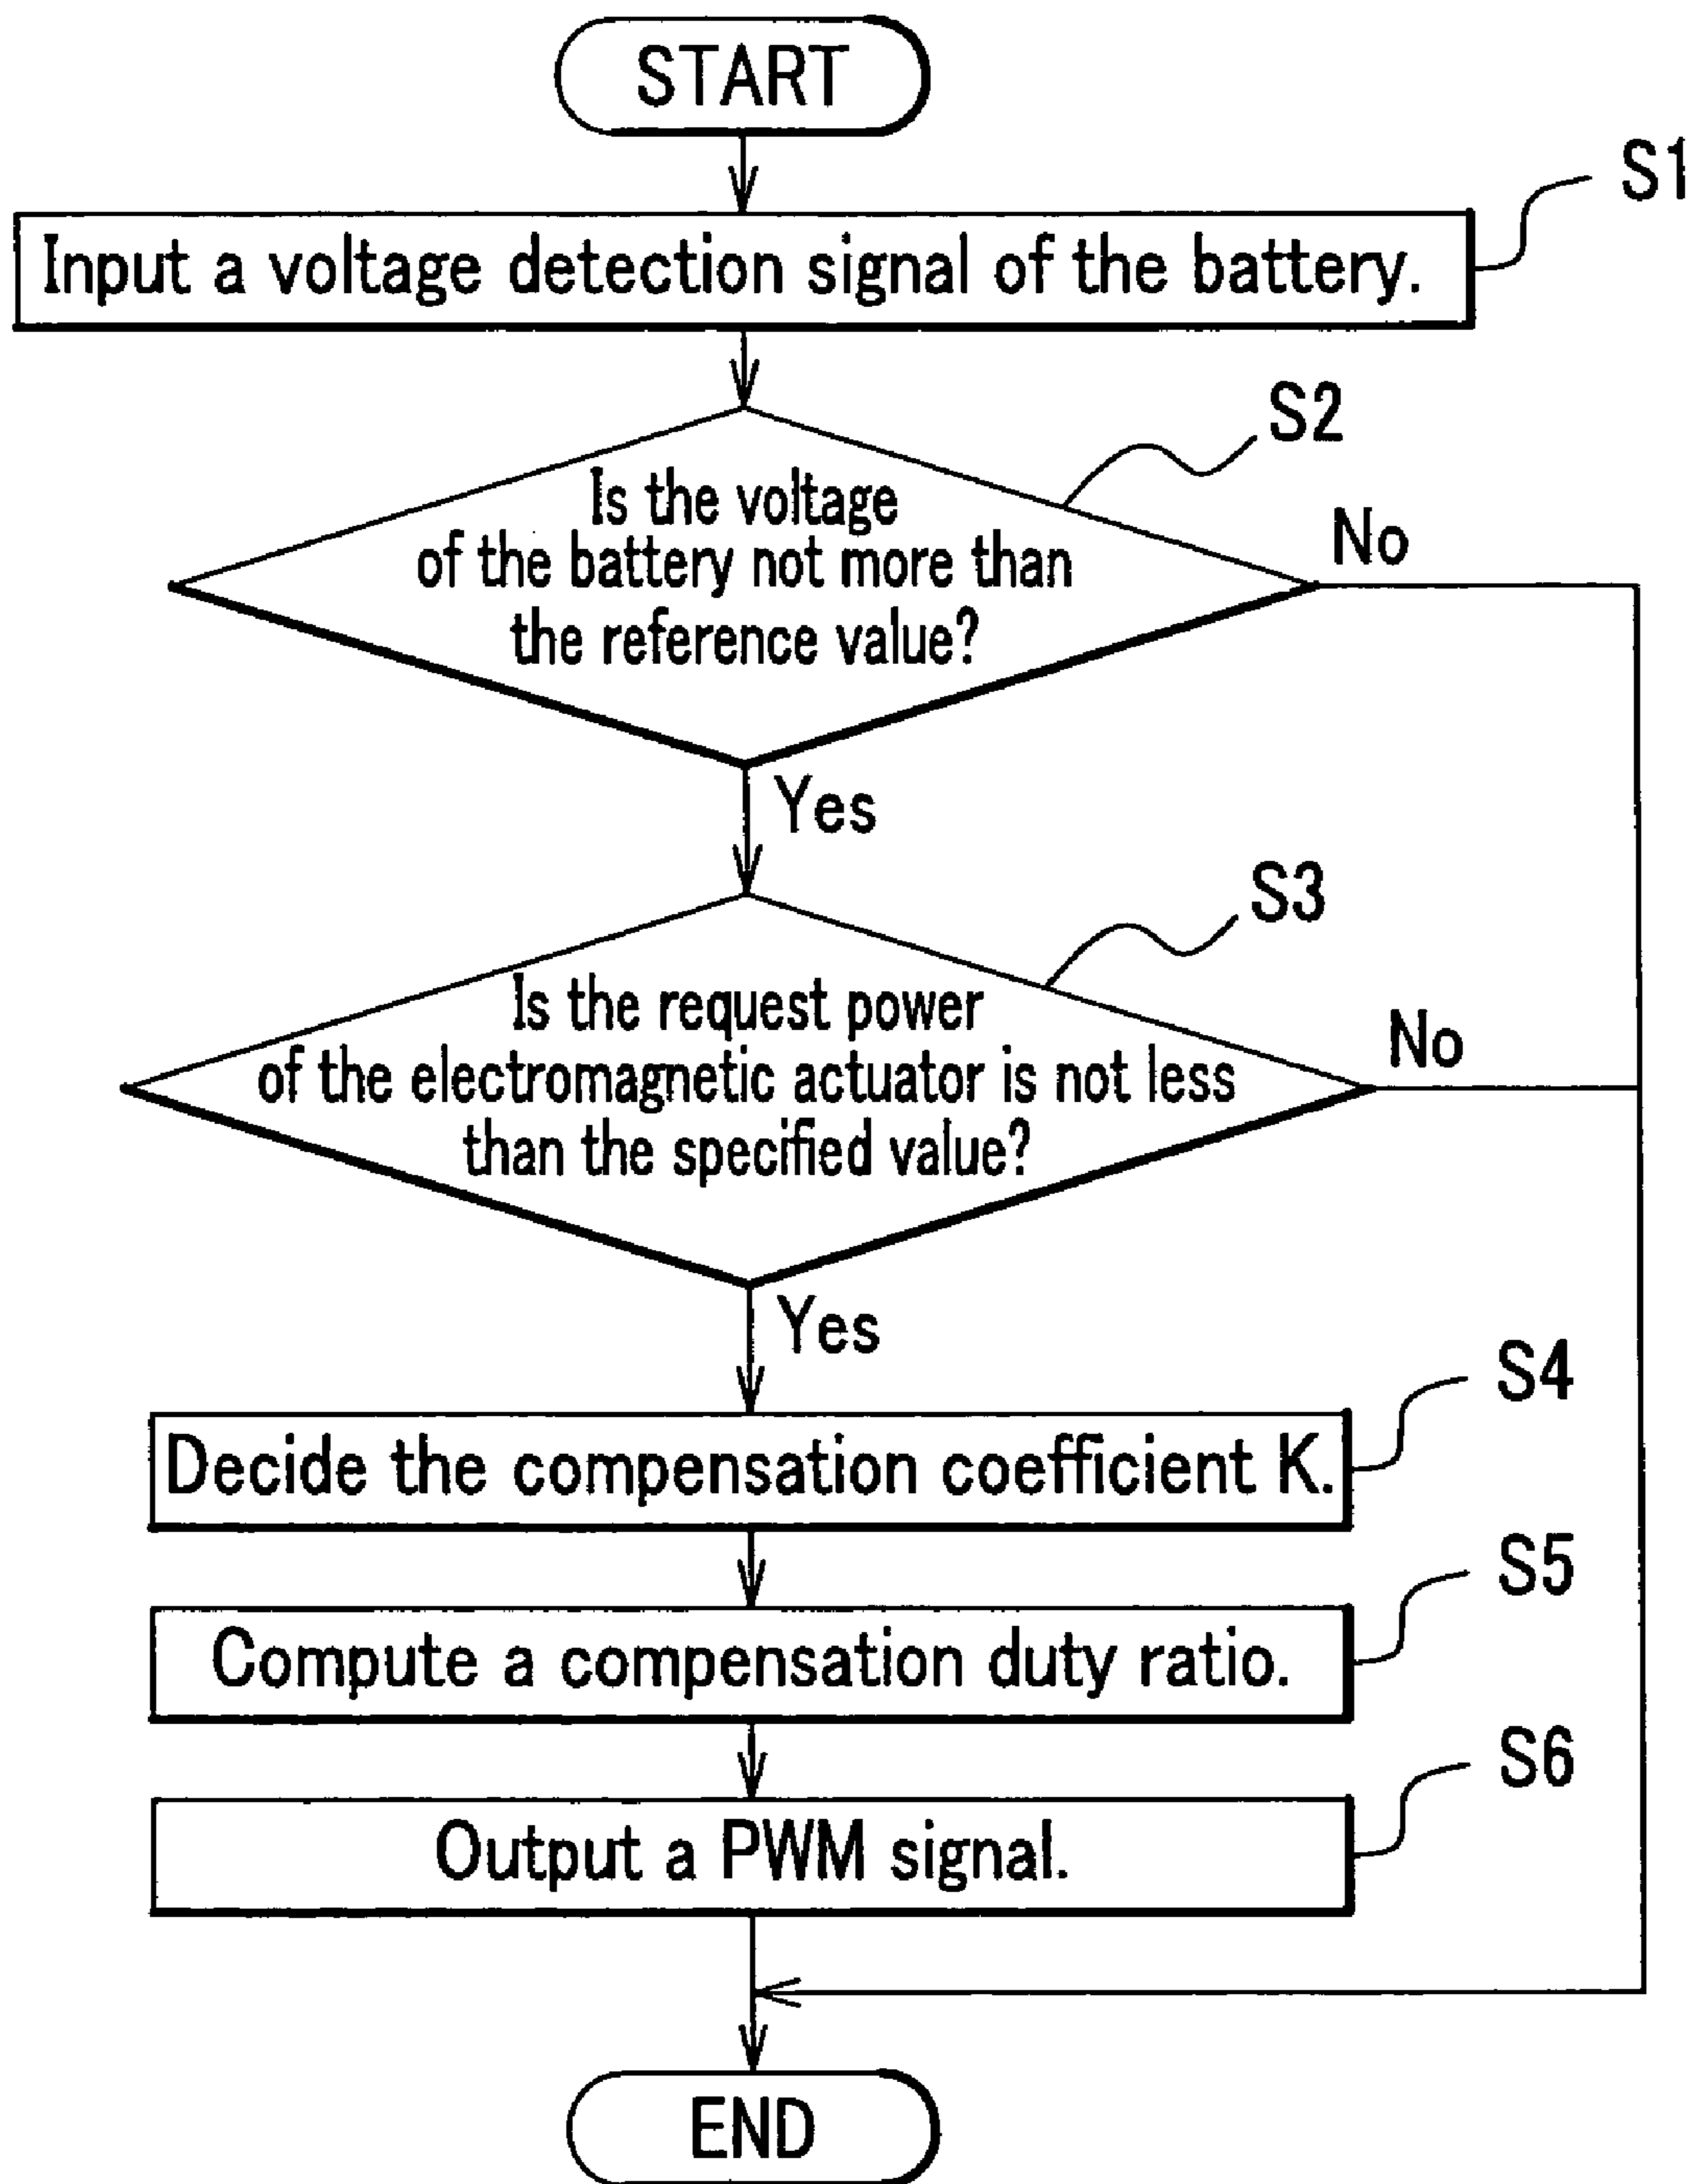 START
S1
Input a voltage detection signal of the battery.
S2
Is the voltage
of the battery not more than
the reference value?
No
Yes
S3
Is the request power
of the electromagnetic actuator is not less
than the specified value?
No
Yes
S4
Decide the compensation coefficient K.
S5
Compute a compensation duty ratio.
S6
Output a PWM signal.
END